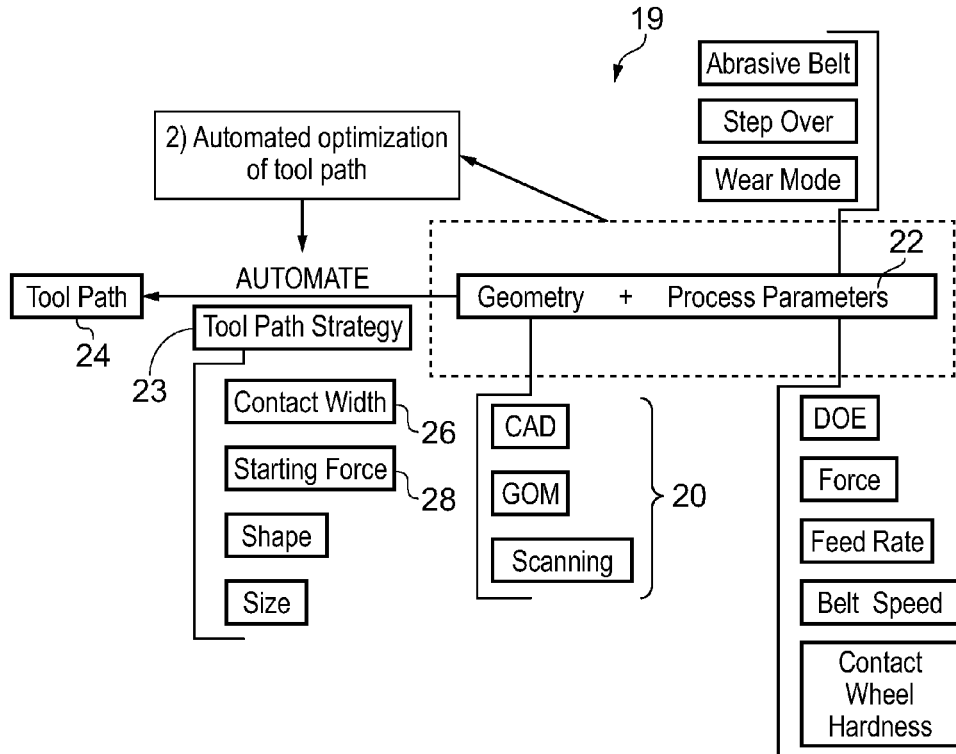 19
Abrasive Belt
Step Over
Wear Mode
2) Automated optimization
of tool path
22
AUTOMATE
Tool Path
Geometry + Process Parameters
24
Tool Path Strategy
23
Contact Width
26
Starting Force
28
Shape
Size
CAD
GOM
Scanning
20
DOE
Force
Feed Rate
Belt Speed
Contact
Wheel
Hardness